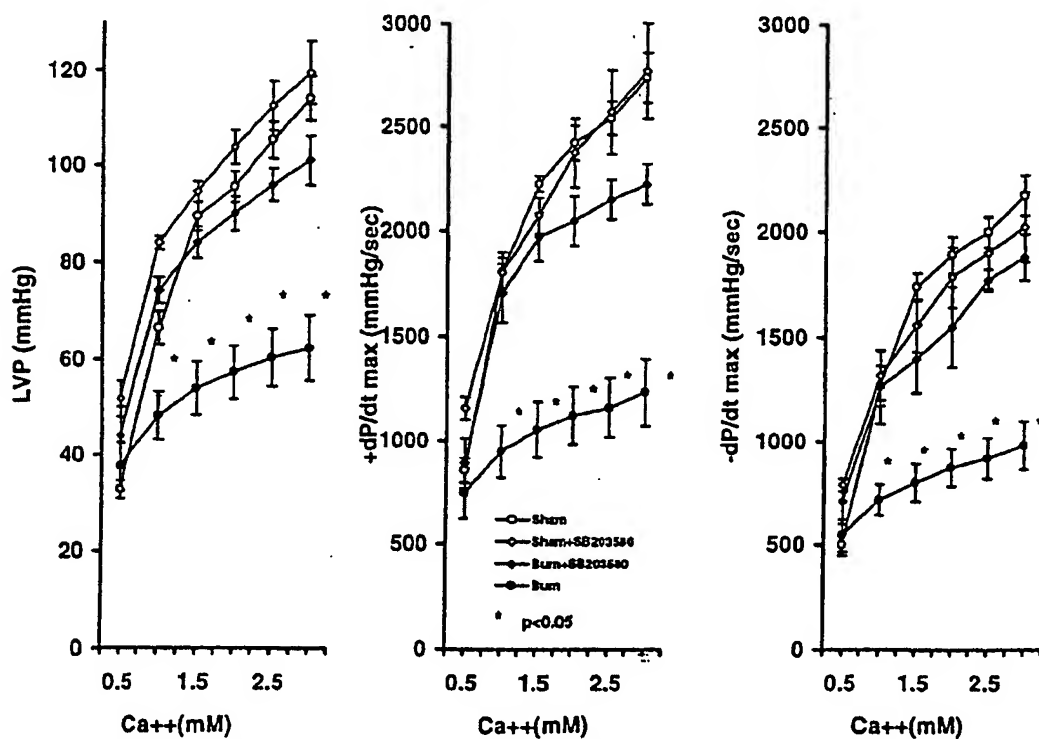 LVP (mmHg)
120
100
80
60
40
20
0
0.5 1.5 2.5
Ca++(mM)
* * * * *
+dP/dt max (mmHg/sec)
3000
2500
2000
1500
1000
500
0
0.5 1.5 2.5
Ca++(mM)
* * * * *
Sham
Sham+SB203580
Burn+SB203580
Burn
* p<0.05
-dP/dt max (mmHg/sec)
3000
2500
2000
1500
1000
500
0
0.5 1.5 2.5
Ca++(mM)
* * * * *